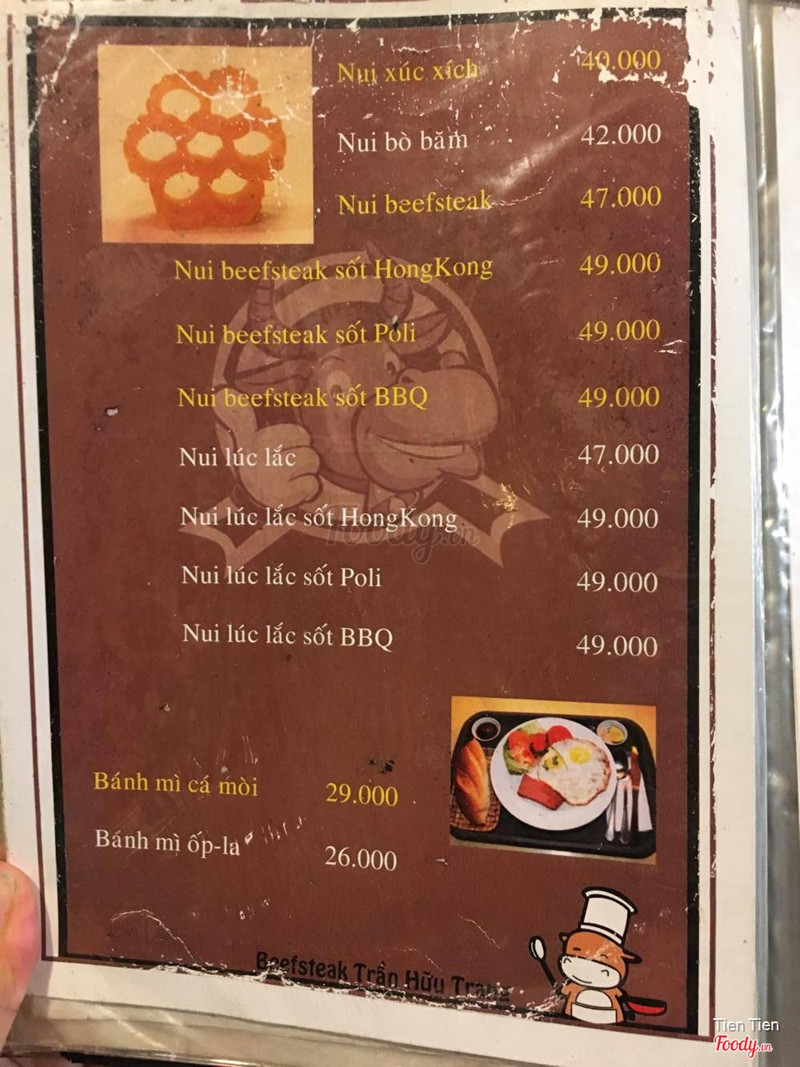 Nui xúc xích 40.000
Nui bò băm 42.000
Nui beefsteak 47.000
Nui beefsteak sốt HongKong 49.000
Nui beefsteak sốt Poli 49.000
Nui beefsteak sốt BBQ 49.000
Nui lúc lắc 47.000
Nui lúc lắc sốt HongKong 49.000
Foody.vn
Nui lúc lắc sốt Poli 49.000
Nui lúc lắc sốt BBQ 49.000
Bánh mì cá mòi 29.000
Bánh mì ốp-la 26.000
Beefsteak Trần Hữu Trang
Tien Tien
Foody.vn